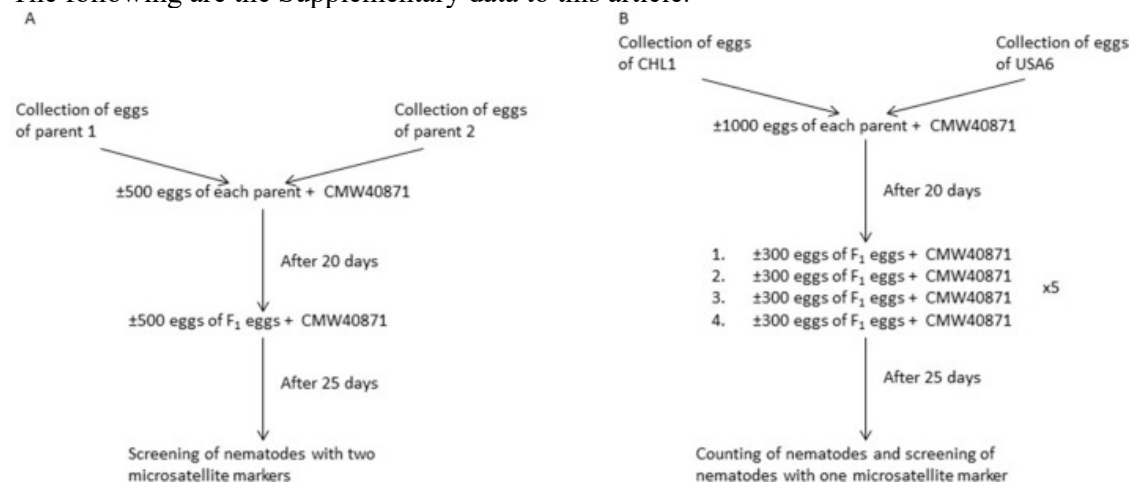 The following are the Supplementary data to this article.
A
Collection of eggs
of parent 1
Collection of eggs
of parent 2
±500 eggs of each parent + CMW40871
After 20 days
±500 eggs of F₁ eggs + CMW40871
After 25 days
Screening of nematodes with two
microsatellite markers
B
Collection of eggs
of CHL1
Collection of eggs
of USA6
±1000 eggs of each parent + CMW40871
After 20 days
1. ±300 eggs of F₁ eggs + CMW40871
2. ±300 eggs of F₁ eggs + CMW40871
3. ±300 eggs of F₁ eggs + CMW40871
4. ±300 eggs of F₁ eggs + CMW40871
x5
After 25 days
Counting of nematodes and screening of
nematodes with one microsatellite marker